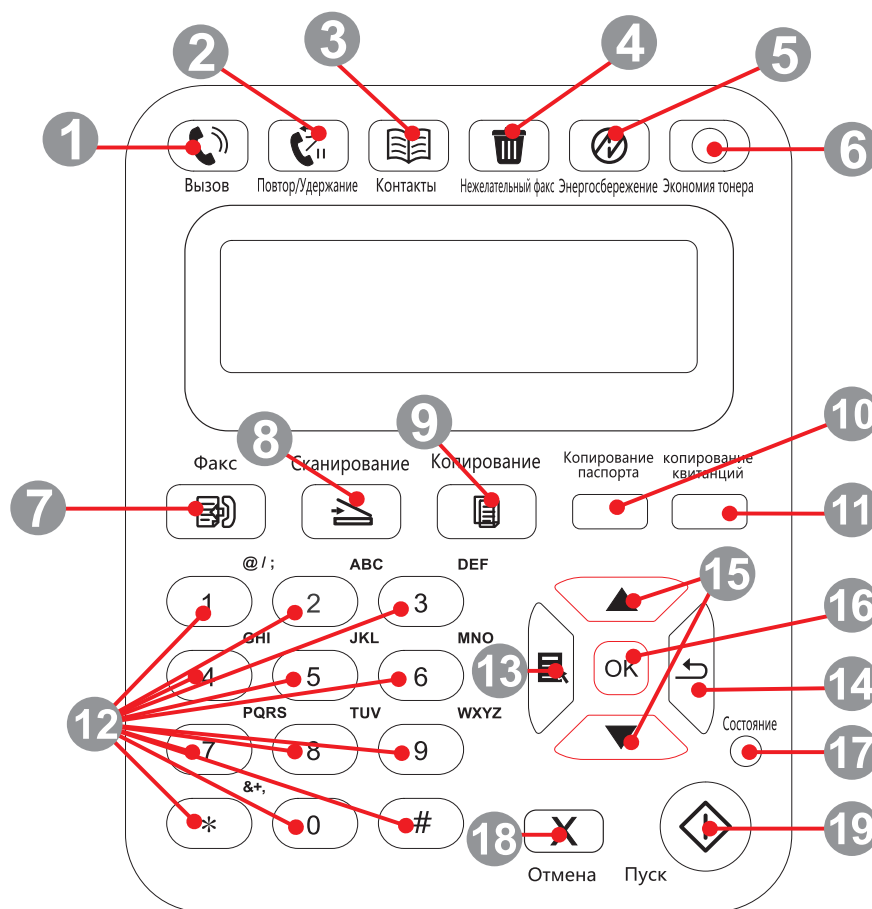 2
3
4
5
1
6
Вызов
Повтор/Удержание
Контакты
Нежелательный факс
Энергосбережение
Экономия тонера
10
9
8
Факс
Сканирование
Копирование
Копирование
паспорта
копирование
квитанций
7
11
@ / ;
ABC
DEF
15
1
2
3
16
GHI
JKL
MNO
13
OK
14
4
5
6
12
PQRS
TUV
WXYZ
Состояние
7
8
9
17
&+,
*
0
#
18
X
19
Отмена
Пуск